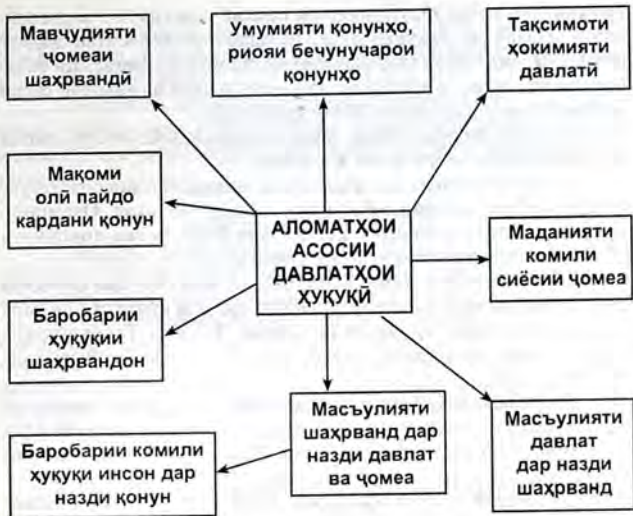 Мавҷудияти
ҷомеаи
шаҳрвандӣ
Умумияти қонунҳо,
риояи бечунучарои
қонунҳо
Тақсимоти
ҳокимияти
давлатӣ
Мақоми
олӣ пайдо
кардани қонун
АЛОМАТҲОИ
АСОСИИ
ДАВЛАТҲОИ
ҲУҚУҚӢ
Маданияти
комили
сиёсии ҷомеа
Баробарии
ҳуқуқии
шаҳрвандон
Баробарии комили
ҳуқуқи инсон дар
назди қонун
Масъулияти
шаҳрванд дар
назди давлат
ва ҷомеа
Масъулияти
давлат
дар назди
шаҳрванд